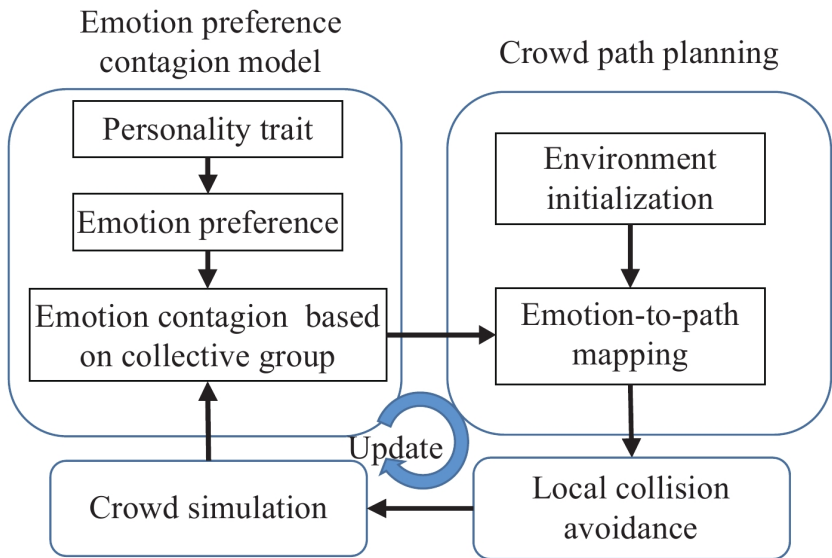 Emotion preference
contagion model
Personality trait
Emotion preference
Emotion contagion based
on collective group
Crowd path planning
Environment
initialization
Emotion-to-path
mapping
Update
Crowd simulation
Local collision
avoidance